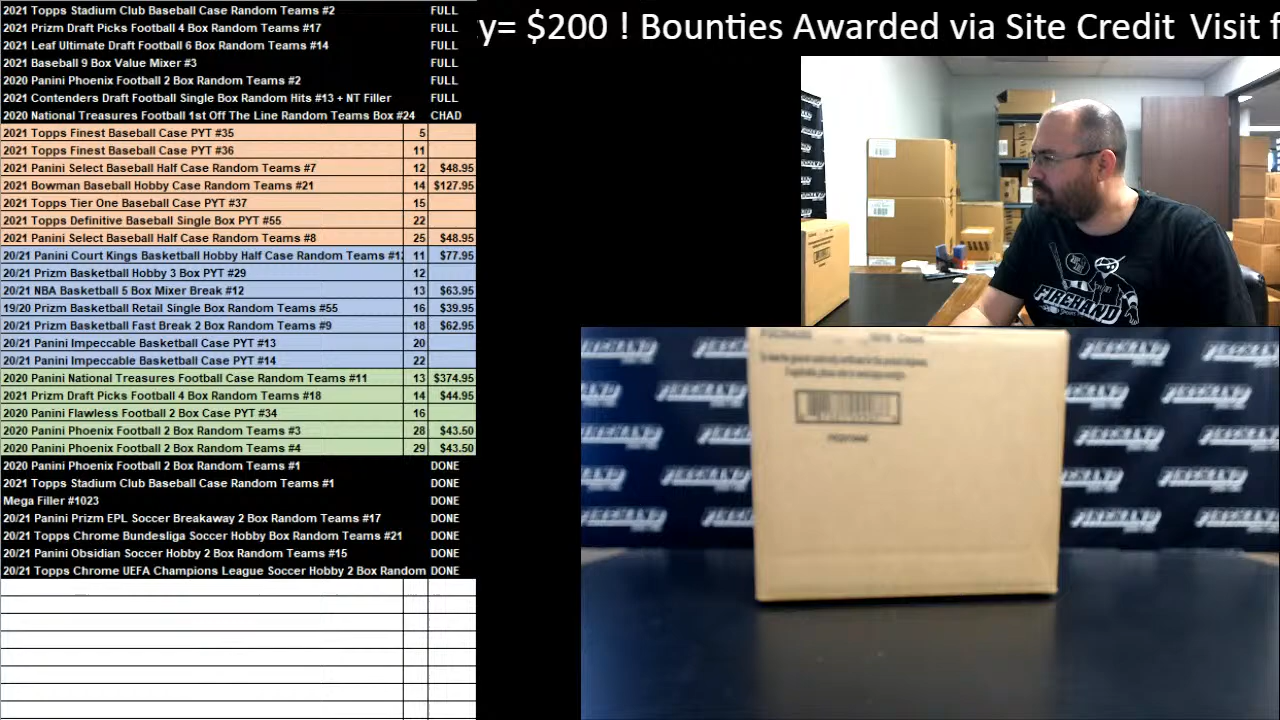 y= $200 ! Bounties Awarded via Site Credit Visit f
2021 Topps Stadium Club Baseball Case Random Teams #2 FULL
2021 Prizm Draft Picks Football 4 Box Random Teams #17 FULL
2021 Leaf Ultimate Draft Football 6 Box Random Teams #14 FULL
2021 Baseball 9 Box Value Mixer #3 FULL
2020 Panini Phoenix Football 2 Box Random Teams #2 FULL
2021 Contenders Draft Football Single Box Random Hits #13 + NT Filler FULL
2020 National Treasures Football 1st Off The Line Random Teams Box #24 CHAD
2021 Topps Finest Baseball Case PYT #35 5
2021 Topps Finest Baseball Case PYT #36 11
2021 Panini Select Baseball Half Case Random Teams #7 12 $48.95
2021 Bowman Baseball Hobby Case Random Teams #21 14 $127.95
2021 Topps Tier One Baseball Case PYT #37 15
2021 Topps Definitive Baseball Single Box PYT #55 22
2021 Panini Select Baseball Half Case Random Teams #8 25 $48.95
20/21 Panini Court Kings Basketball Hobby Half Case Random Teams 11 $77.95
20/21 Prizm Basketball Hobby 3 Box PYT #29 12
20/21 NBA Basketball 5 Box Mixer Break #12 13 $63.95
19/20 Prizm Basketball Retail Single Box Random Teams #55 16 $39.95
20/21 Prizm Basketball Fast Break 2 Box Random Teams #9 18 $62.95
20/21 Panini Impeccable Basketball Case PYT #13 20
20/21 Panini Impeccable Basketball Case PYT #14 22
2020 Panini National Treasures Football Case Random Teams #11 13 $374.95
2021 Prizm Draft Picks Football 4 Box Random Teams #18 14 $44.95
2020 Panini Flawless Football 2 Box Case PYT #34 16
2020 Panini Phoenix Football 2 Box Random Teams #3 28 $43.50
2020 Panini Phoenix Football 2 Box Random Teams #4 29 $43.50
2020 Panini Phoenix Football 2 Box Random Teams #1 DONE
2021 Topps Stadium Club Baseball Case Random Teams #1 DONE
Mega Filler #1023 DONE
20/21 Panini Prizm EPL Soccer Breakaway 2 Box Random Teams #17 DONE
20/21 Topps Chrome Bundesliga Soccer Hobby Box Random Teams #21 DONE
20/21 Panini Obsidian Soccer Hobby 2 Box Random Teams #15 DONE
20/21 Topps Chrome UEFA Champions League Soccer Hobby 2 Box Random DONE
FIREHAND